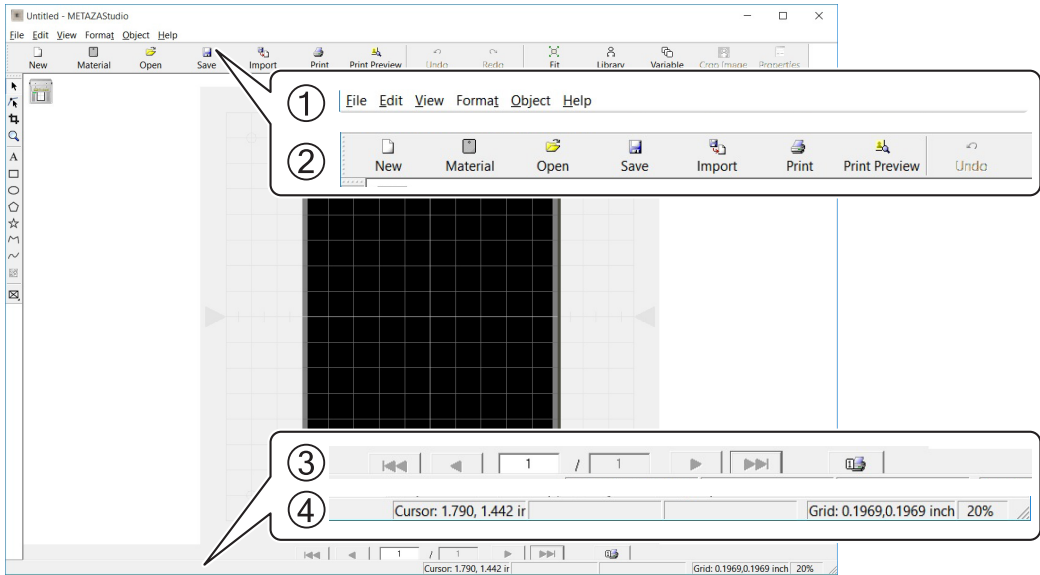 Untitled - METAZAStudio
File Edit View Format Object Help
New Material Open Save Import Print Print Preview Undo Redo Fit Library Variable Crop Image Properties
① File Edit View Format Object Help
② New Material Open Save Import Print Print Preview Undo
③ 1 / 1
④ Cursor: 1.790, 1.442 ir Grid: 0.1969,0.1969 inch 20%
1 / 1
Cursor: 1.790, 1.442 ir Grid: 0.1969,0.1969 inch 20%